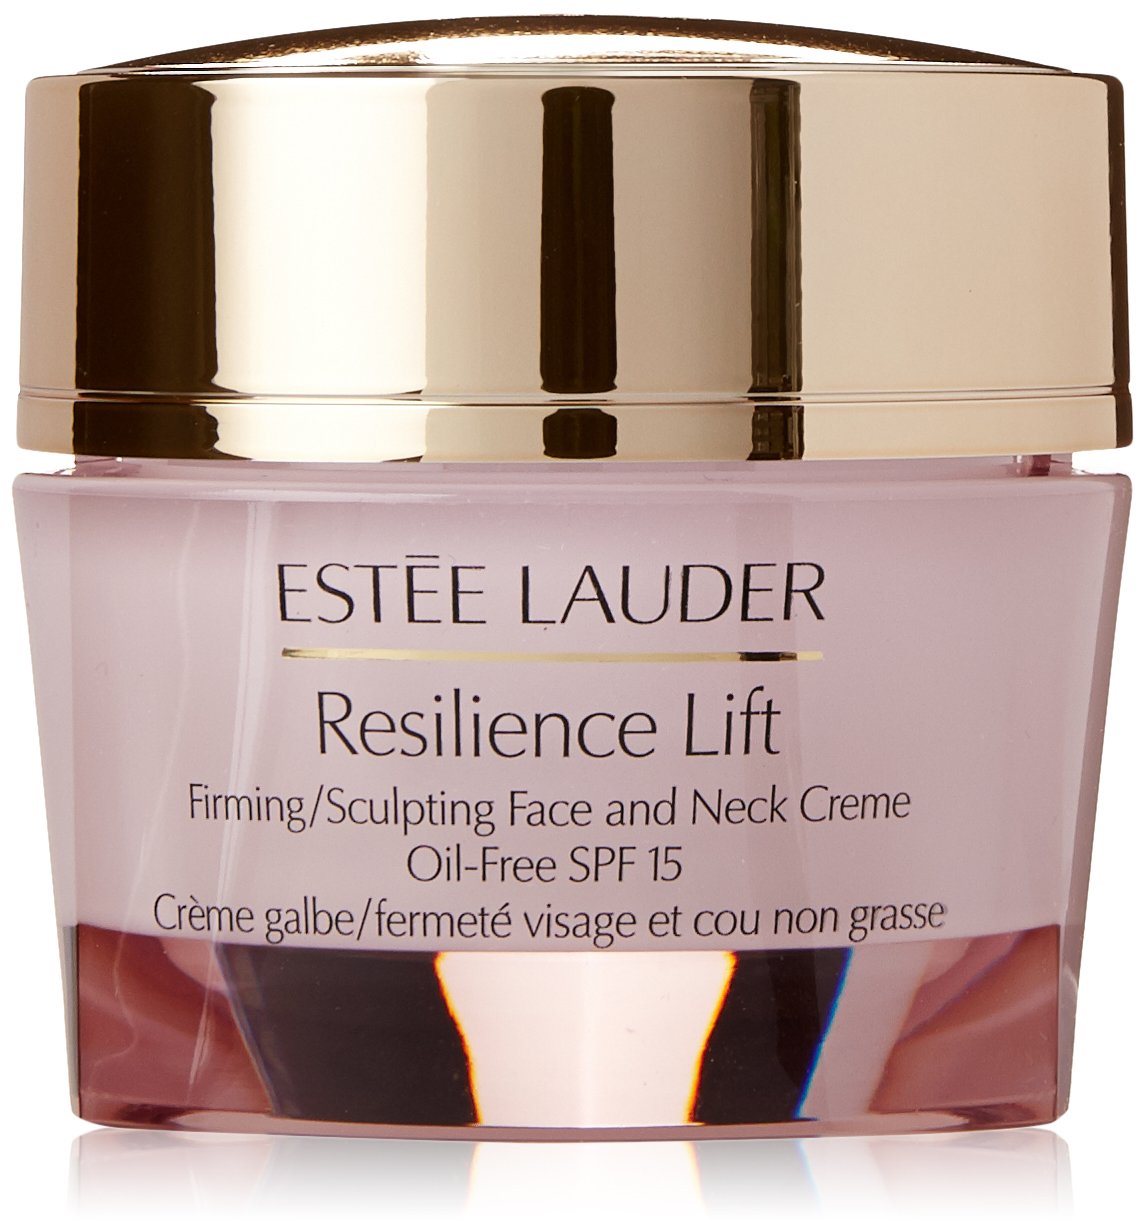 ESTĒE LAUDER
Resilience Lift
Firming/Sculpting Face and Neck Creme
Oil-Free SPF 15
Crème galbe/fermeté visage et cou non grasse